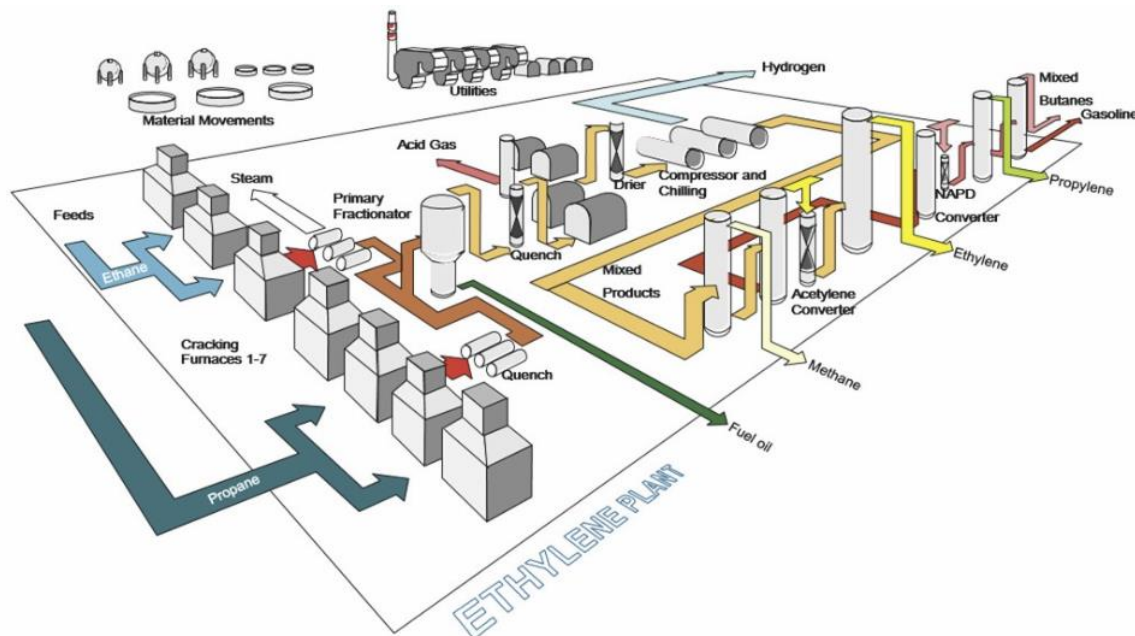 Hydrogen
Mixed
Butanes
Gasoline
Utilities
Material Movements
Acid Gas
Steam
Primary
Fractionator
Drier
Compressor and
Chilling
NAPD
Converter
Propylene
Feeds
Ethane
Quench
Mixed
Products
Ethylene
Acetylene
Converter
Cracking
Furnaces 1-7
Quench
Methane
Fuel oil
Propane
ETHYLENE PLANT